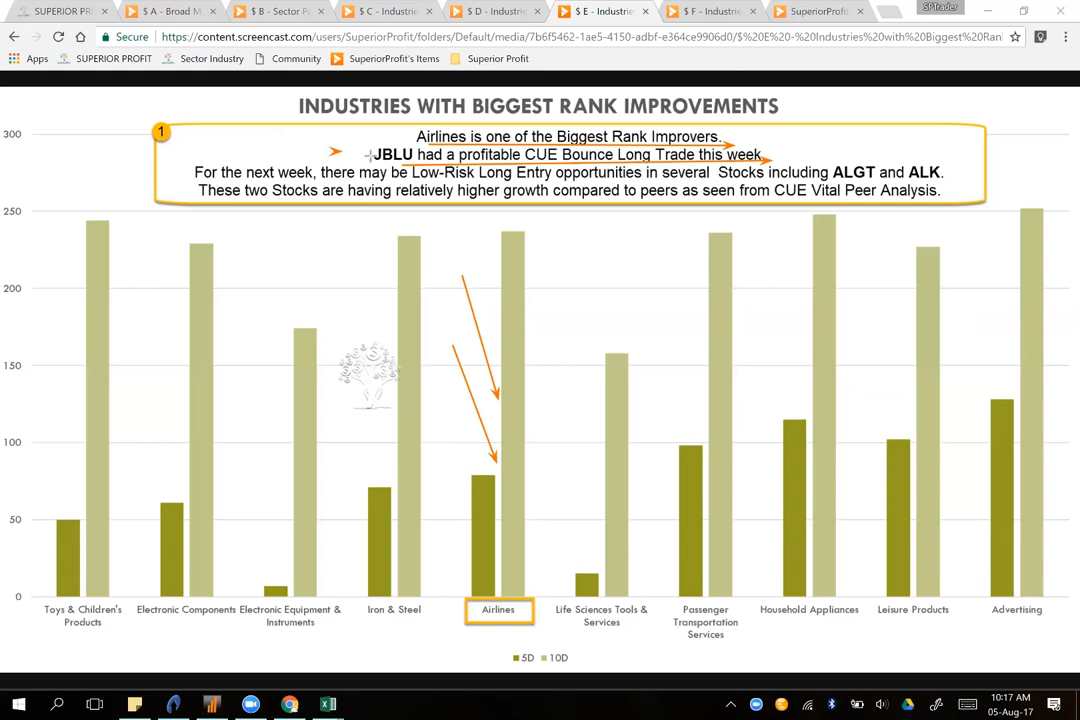 SUPERIOR PRO
$ A - Broad M
$ B - Sector Pe
$ C - Industrie
$ D - Industrie
$ E - Industrie
$ F - Industrie
SuperiorProfit
SPTrader
Secure
https://content.screencast.com/users/SuperiorProfit/folders/Default/media/7b6f5462-1ae5-4150-adbf-e364ce9906d0/$%20E%20-%20Industries%20with%20Biggest%20Ran
Apps
SUPERIOR PROFIT
Sector Industry
Community
SuperiorProfit's Items
Superior Profit
INDUSTRIES WITH BIGGEST RANK IMPROVEMENTS
1
Airlines is one of the Biggest Rank Improvers.
JBLU had a profitable CUE Bounce Long Trade this week.
For the next week, there may be Low-Risk Long Entry opportunities in several Stocks including ALGT and ALK.
These two Stocks are having relatively higher growth compared to peers as seen from CUE Vital Peer Analysis.
300
250
200
150
100
50
0
Toys & Children's
Products
Electronic Components
Electronic Equipment &
Instruments
Iron & Steel
Airlines
Life Sciences Tools &
Services
Passenger
Transportation
Services
Household Appliances
Leisure Products
Advertising
5D
10D
10:17 AM
05-Aug-17